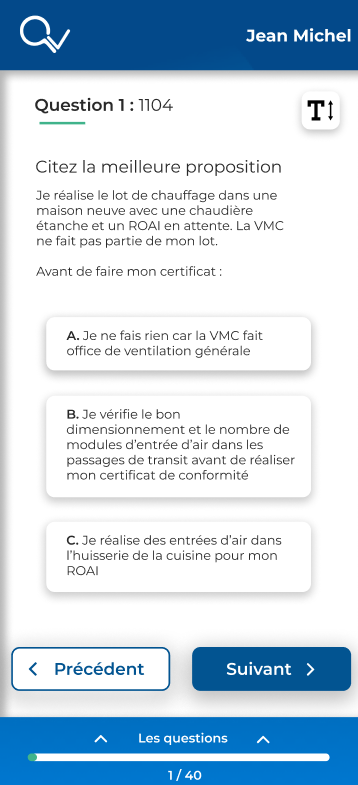 Jean Michel
Question 1 : 1104
T
Citez la meilleure proposition
Je réalise le lot de chauffage dans une
maison neuve avec une chaudière
étanche et un ROAI en attente. La VMC
ne fait pas partie de mon lot.
Avant de faire mon certificat :
A. Je ne fais rien car la VMC fait
office de ventilation générale
B. Je vérifie le bon
dimensionnement et le nombre de
modules d'entrée d'air dans les
passages de transit avant de réaliser
mon certificat de conformité
C. Je réalise des entrées d'air dans
l'huisserie de la cuisine pour mon
ROAI
Précédent
Suivant
Les questions
1 / 40